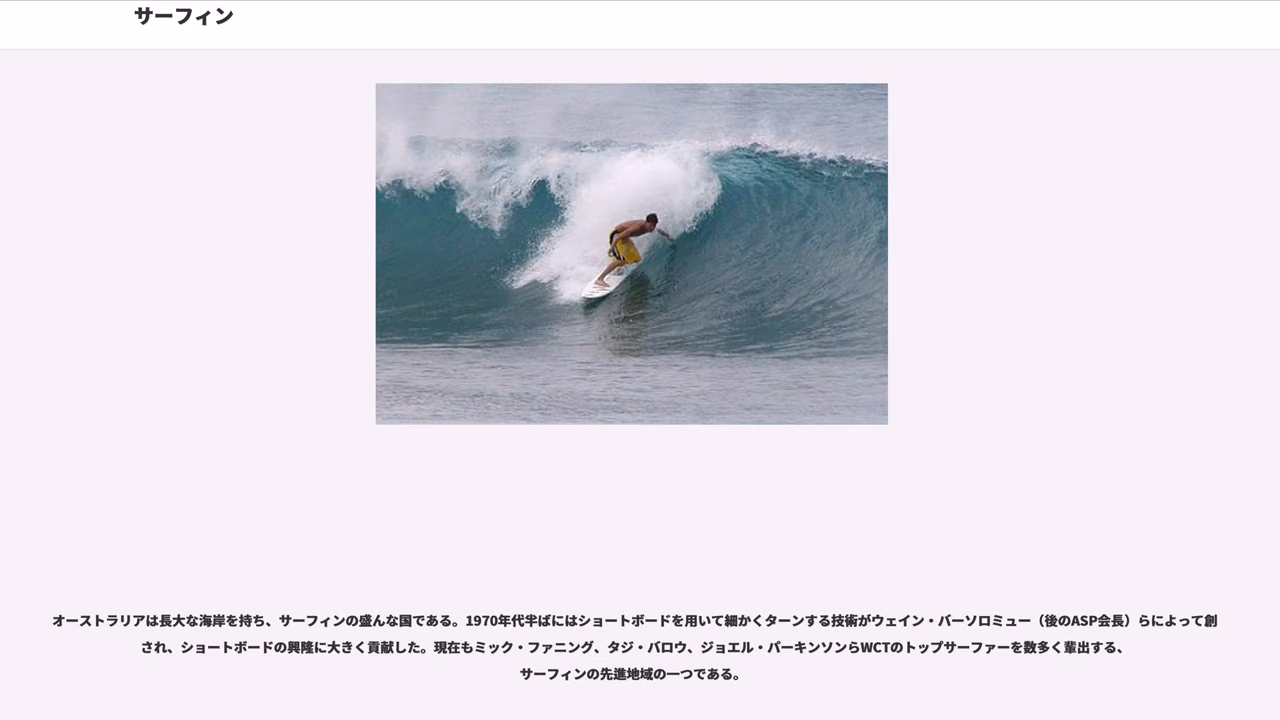 サーフィン
オーストラリアは長大な海岸を持ち、サーフィンの盛んな国である。1970年代半ばにはショートボードを用いて細かくターンする技術がウェイン・バーソロミュー（後のASP会長）らによって創
され、ショートボードの興隆に大きく貢献した。現在もミック・ファニング、タジ・バロウ、ジョエル・パーキンソンらWCTのトップサーファーを数多く輩出する、
サーフィンの先進地域の一つである。